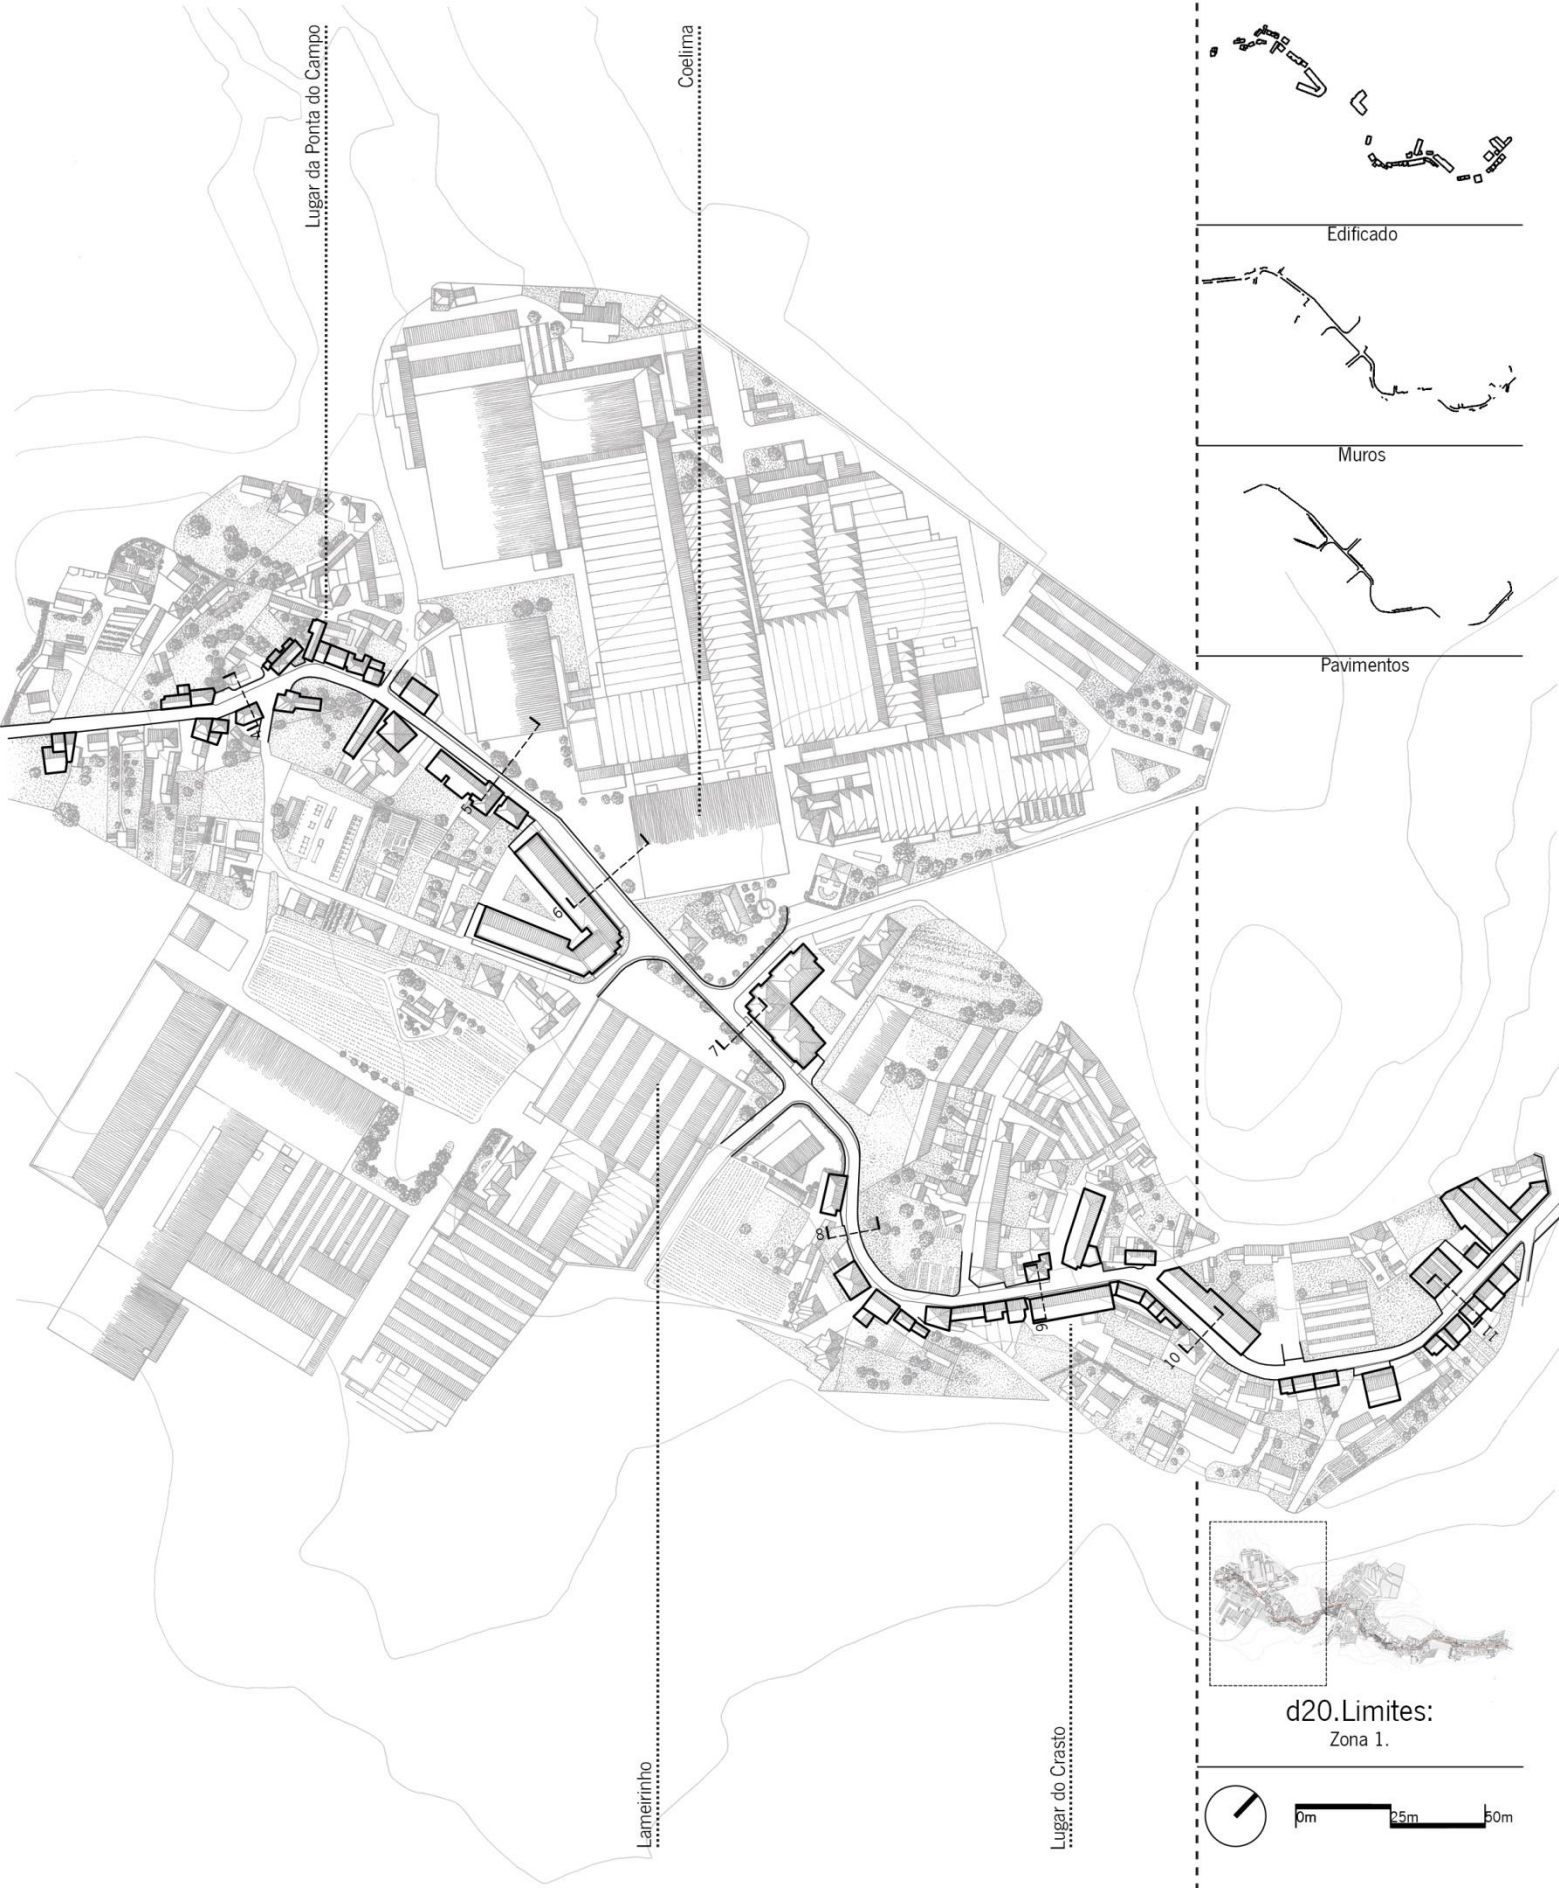 Lugar da Ponta do Campo
Coelima
Edificado
Muros
Pavimentos
5
6
7
8
9
10
11
Lameirinho
Lugar do Crasto
d20.Limites:
Zona 1.
0m 25m 50m